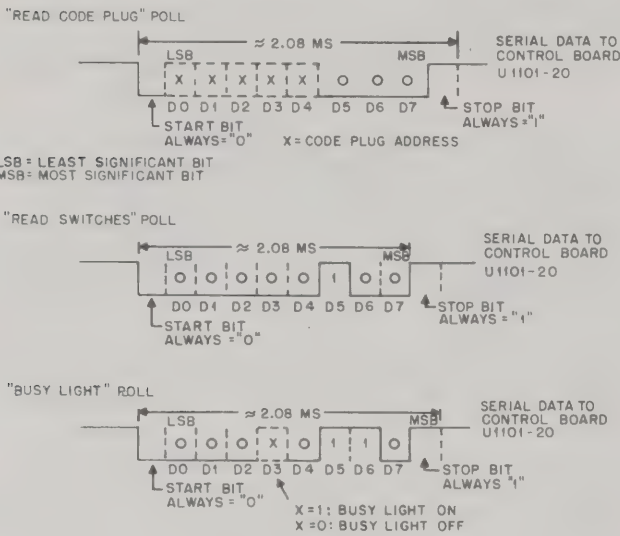 "READ CODE PLUG" POLL
≈ 2.08 MS
LSB
MSB
SERIAL DATA TO
CONTROL BOARD
U1101-20
X X X X X O O O
D0 D1 D2 D3 D4 D5 D6 D7
START BIT
ALWAYS="0"
X = CODE PLUG ADDRESS
STOP BIT
ALWAYS="1"
LSB = LEAST SIGNIFICANT BIT
MSB = MOST SIGNIFICANT BIT
"READ SWITCHES" POLL
≈ 2.08 MS
LSB
MSB
SERIAL DATA TO
CONTROL BOARD
U1101-20
O O O O O 1 O O
D0 D1 D2 D3 D4 D5 D6 D7
START BIT
ALWAYS="0"
STOP BIT
ALWAYS="1"
"BUSY LIGHT" POLL
≈ 2.08 MS
LSB
MSB
SERIAL DATA TO
CONTROL BOARD
U1101-20
O O O X O 1 1 O
D0 D1 D2 D3 D4 D5 D6 D7
START BIT
ALWAYS="0"
STOP BIT
ALWAYS="1"
X=1: BUSY LIGHT ON
X=0: BUSY LIGHT OFF